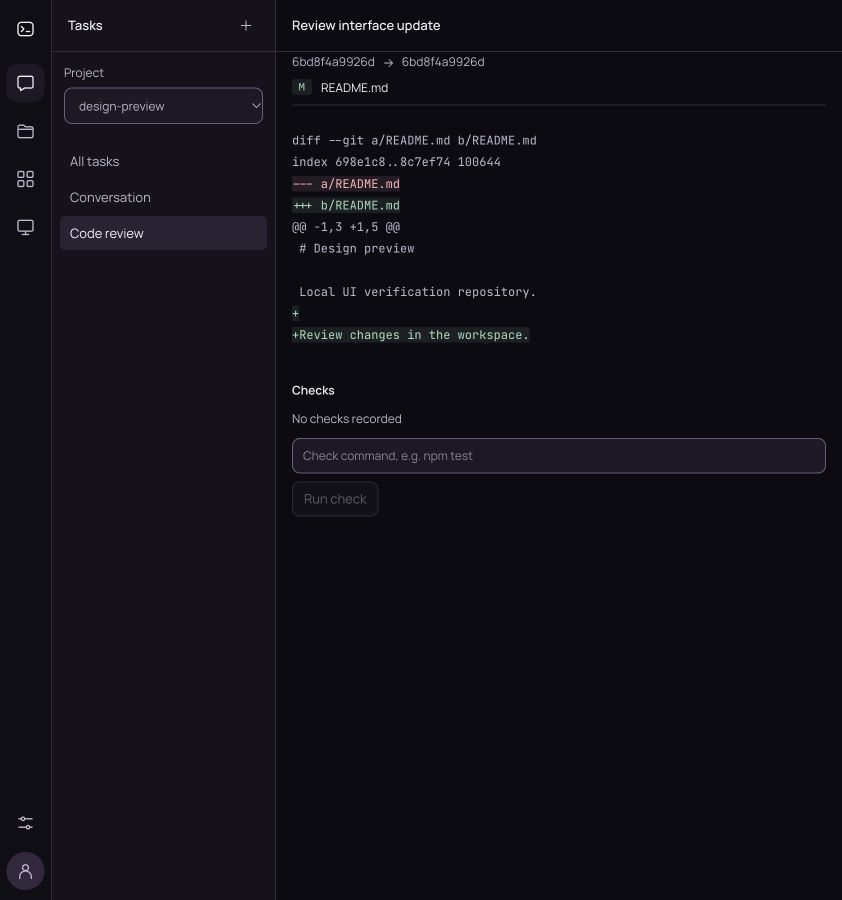 Tasks
Project
design-preview
All tasks
Conversation
Code review
Review interface update
6bd8f4a9926d → 6bd8f4a9926d
M README.md
diff --git a/README.md b/README.md
index 698e1c8..8c7ef74 100644
--- a/README.md
+++ b/README.md
@@ -1,3 +1,5 @@
# Design preview
Local UI verification repository.
+
+Review changes in the workspace.
Checks
No checks recorded
Check command, e.g. npm test
Run check